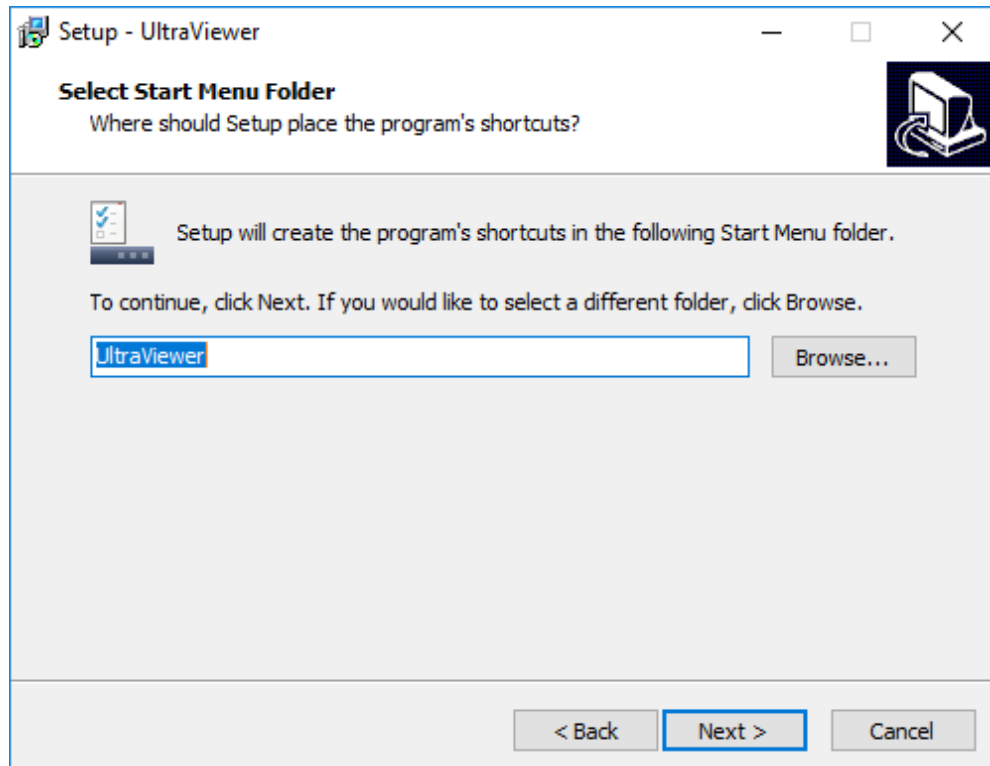 Setup - UltraViewer
Select Start Menu Folder
Where should Setup place the program's shortcuts?
Setup will create the program's shortcuts in the following Start Menu folder.
To continue, click Next. If you would like to select a different folder, click Browse.
UltraViewer
Browse...
< Back
Next >
Cancel